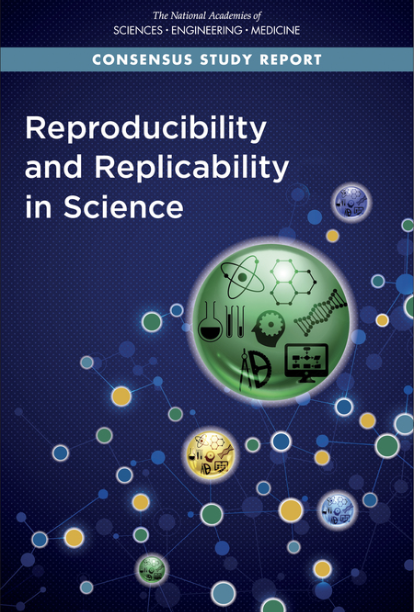 The National Academies of
SCIENCES · ENGINEERING · MEDICINE
CONSENSUS STUDY REPORT
Reproducibility
and Replicability
in Science